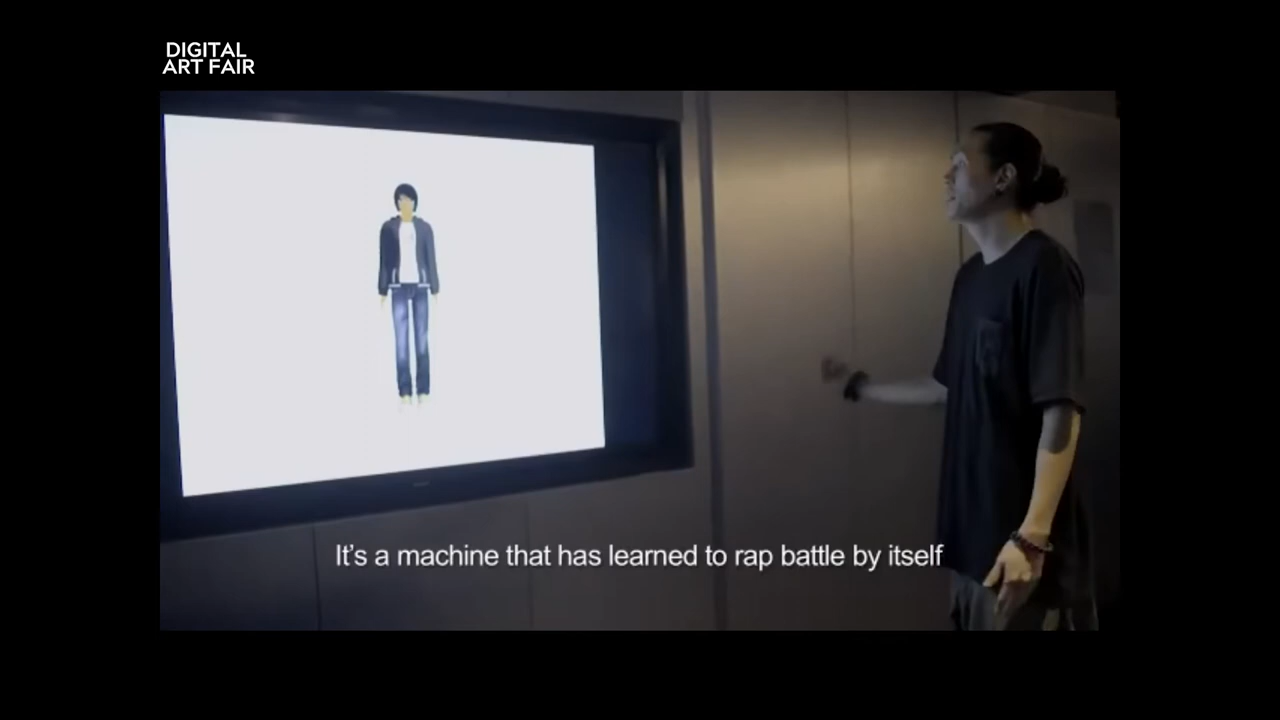 DIGITAL
ART FAIR
It's a machine that has learned to rap battle by itself